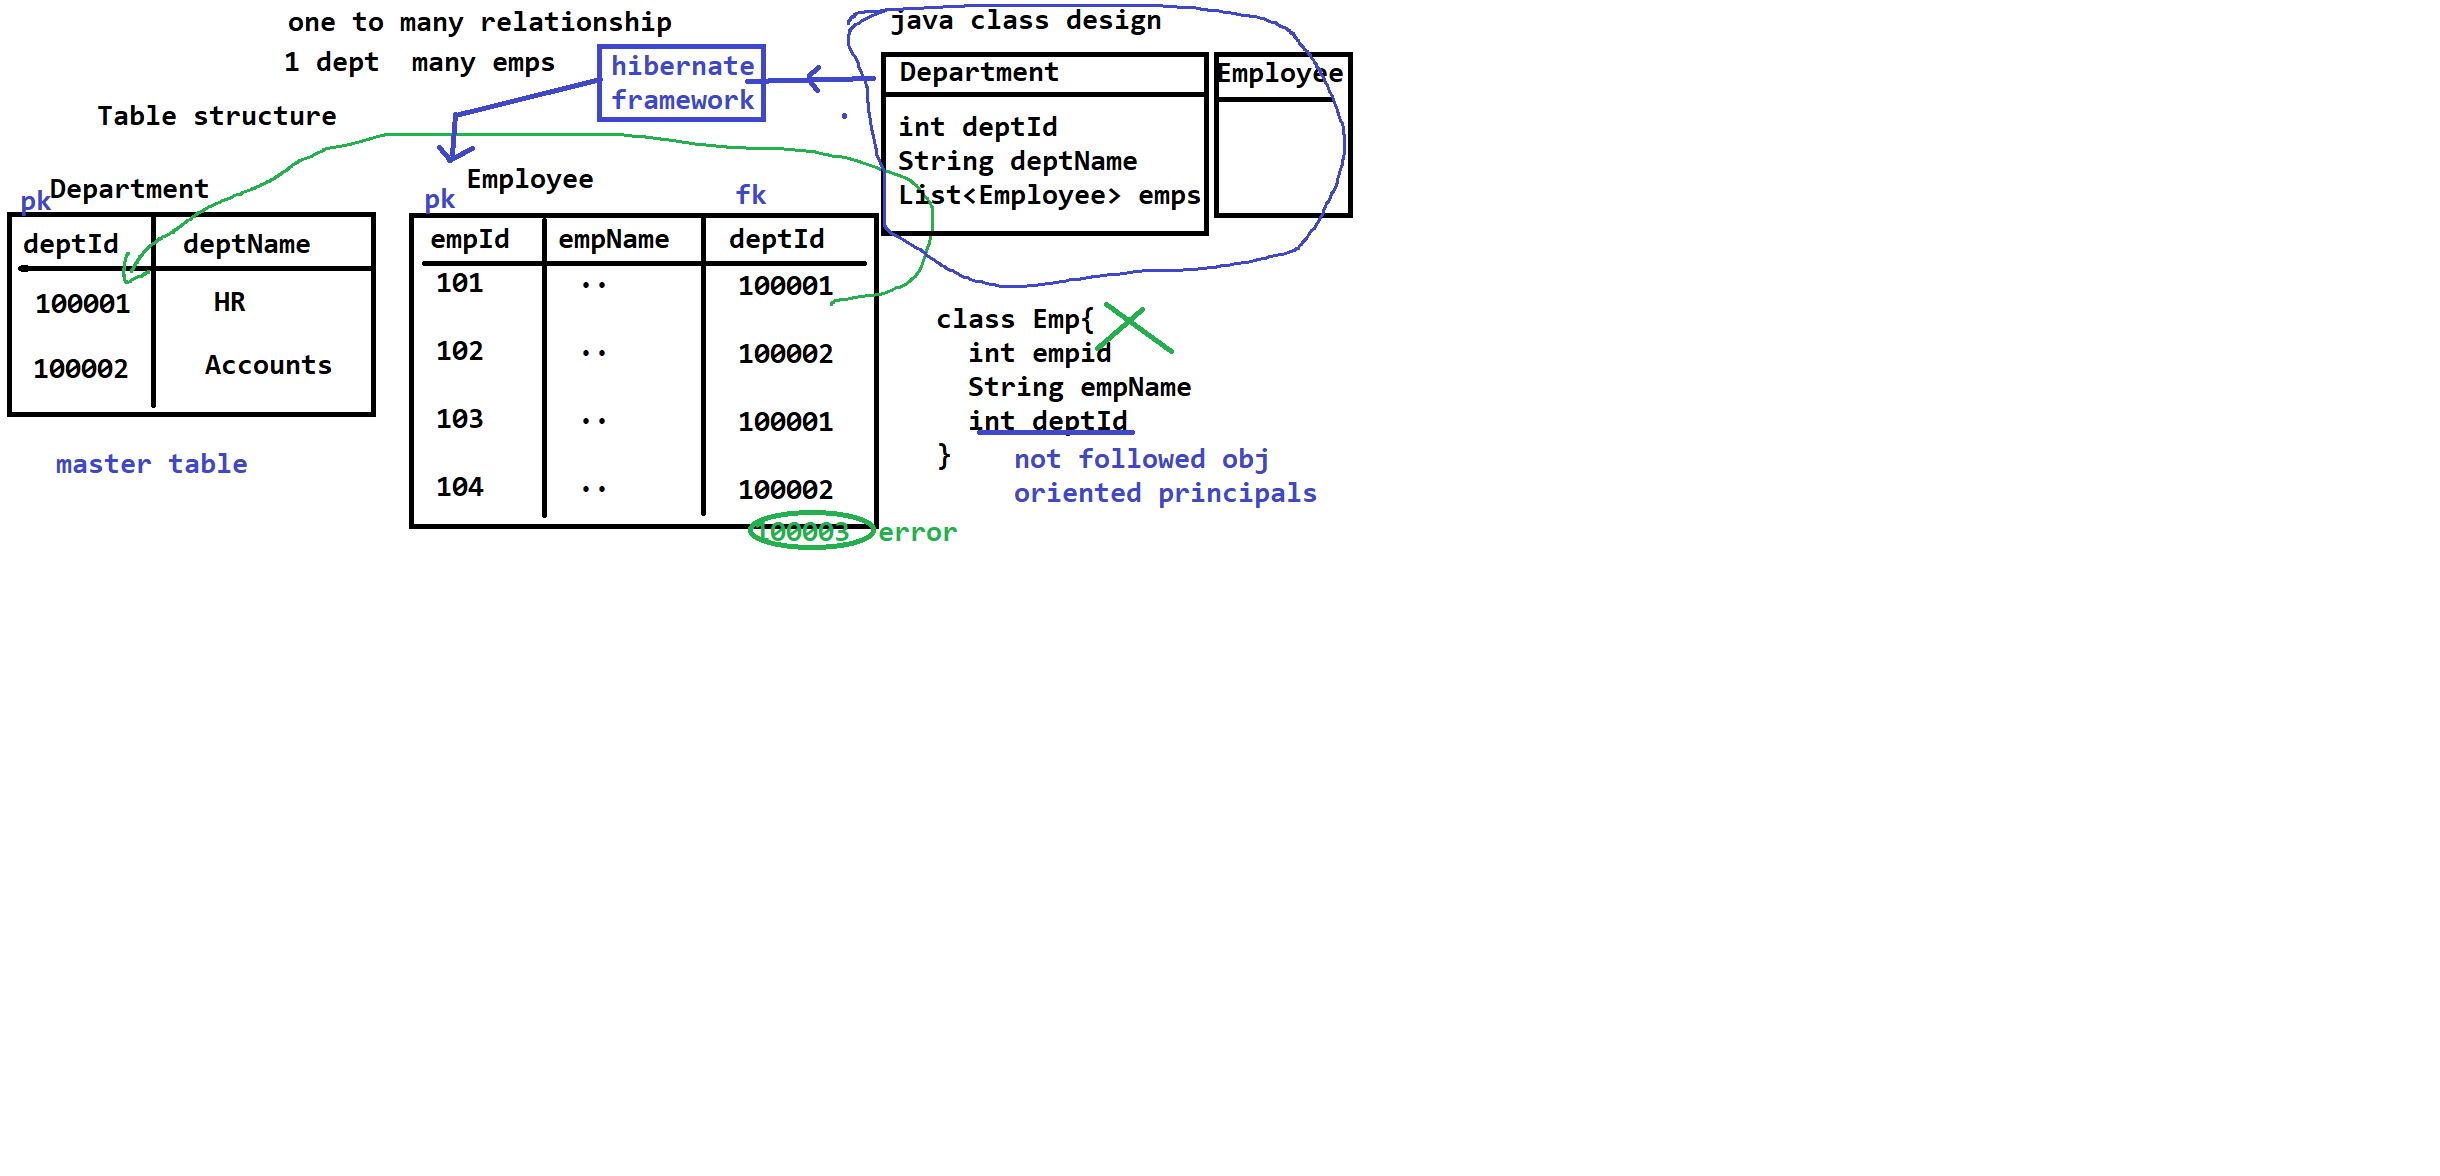 one to many relationship
1 dept  many emps
hibernate
framework
Table structure
pk
Department
deptId
deptName
100001
HR
100002
Accounts
master table
Employee
pk
fk
empId
empName
deptId
101
..
100001
102
..
100002
103
..
100001
104
..
100002
100003
error
java class design
Department
int deptId
String deptName
List<Employee> emps
Employee
class Emp{
int empid
String empName
int deptId
}
not followed obj
oriented principals